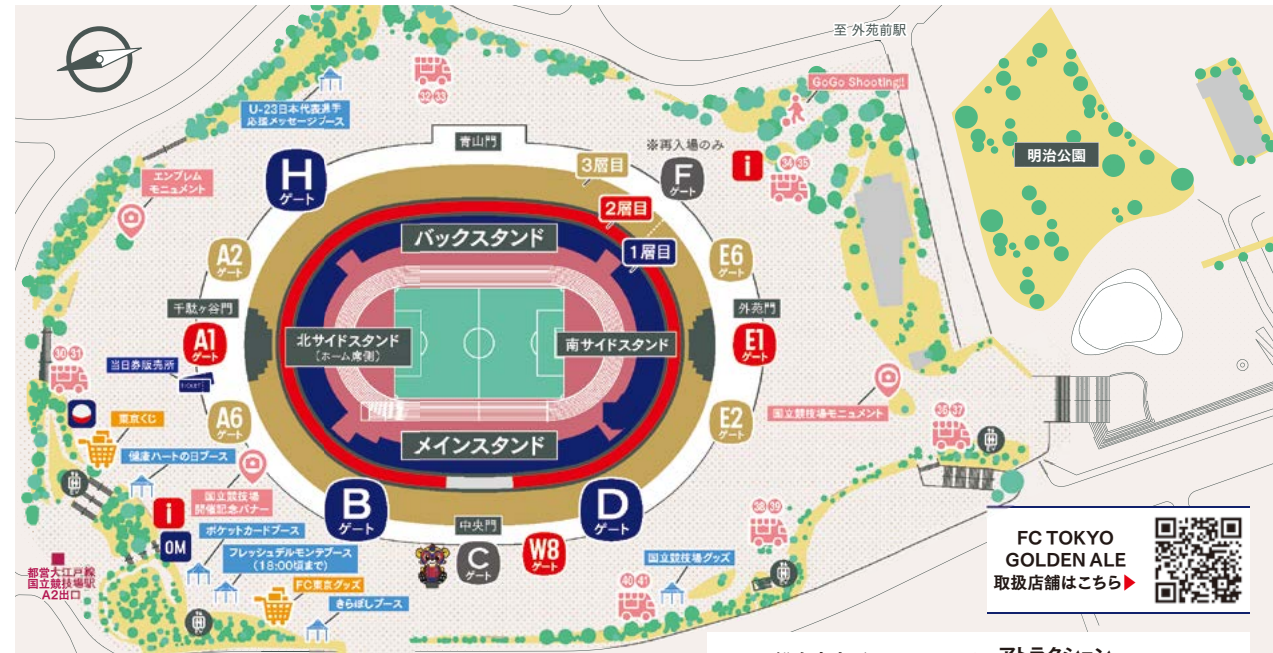 至 外苑前駅
GoGo Shooting!!
32 33
U-23日本代表選手
応援メッセージブース
青山門
※再入場のみ
明治公園
エンブレム
モニュメント
H
ゲート
3層目
F
ゲート
i
34 35
2層目
バックスタンド
1層目
A2
ゲート
E6
ゲート
千駄ヶ谷門
外苑門
A1
ゲート
北サイドスタンド
(ホーム席側)
南サイドスタンド
E1
ゲート
30 31
当日券販売所
TICKET
東京くじ
A6
ゲート
メインスタンド
E2
ゲート
国立競技場モニュメント
36 37
健康ハートの日ブース
国立競技場
開催記念バナー
i
B
ゲート
D
ゲート
中央門
C
ゲート
W8
ゲート
38 39
OM
ポケットカードブース
フレッシュデルモンテブース
(18:00頃まで)
国立競技場グッズ
都営大江戸線
国立競技場駅
A2出口
FC東京グッズ
きらぼしブース
40 41
FC TOKYO
GOLDEN ALE
取扱店舗はこちら▶
アトラクション